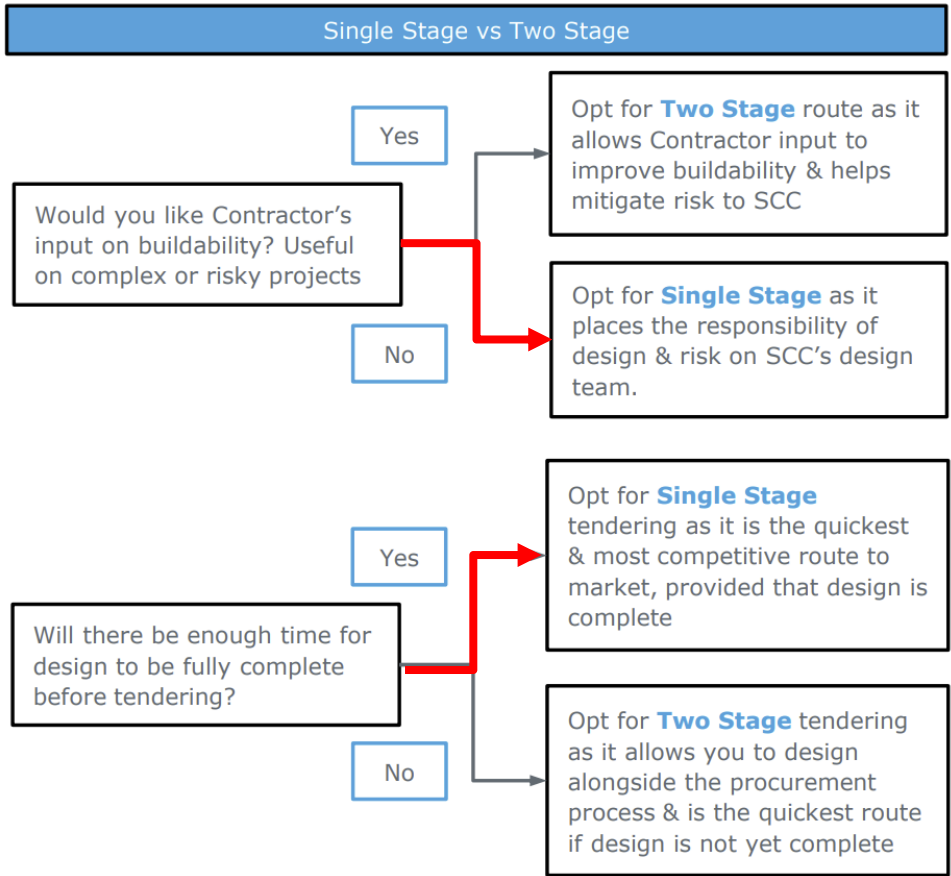 Single Stage vs Two Stage
Yes
Opt for Two Stage route as it
allows Contractor input to
improve buildability & helps
mitigate risk to SCC
Would you like Contractor's
input on buildability? Useful
on complex or risky projects
No
Opt for Single Stage as it
places the responsibility of
design & risk on SCC's design
team.
Yes
Opt for Single Stage
tendering as it is the quickest
& most competitive route to
market, provided that design is
complete
Will there be enough time for
design to be fully complete
before tendering?
No
Opt for Two Stage tendering
as it allows you to design
alongside the procurement
process & is the quickest route
if design is not yet complete